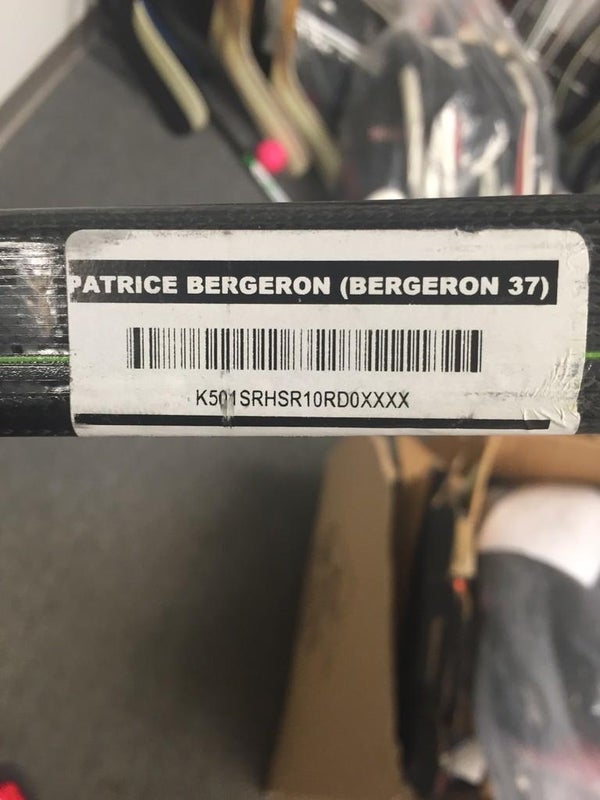 PATRICE BERGERON (BERGERON 37)
K501SRHSR10RD0XXXX